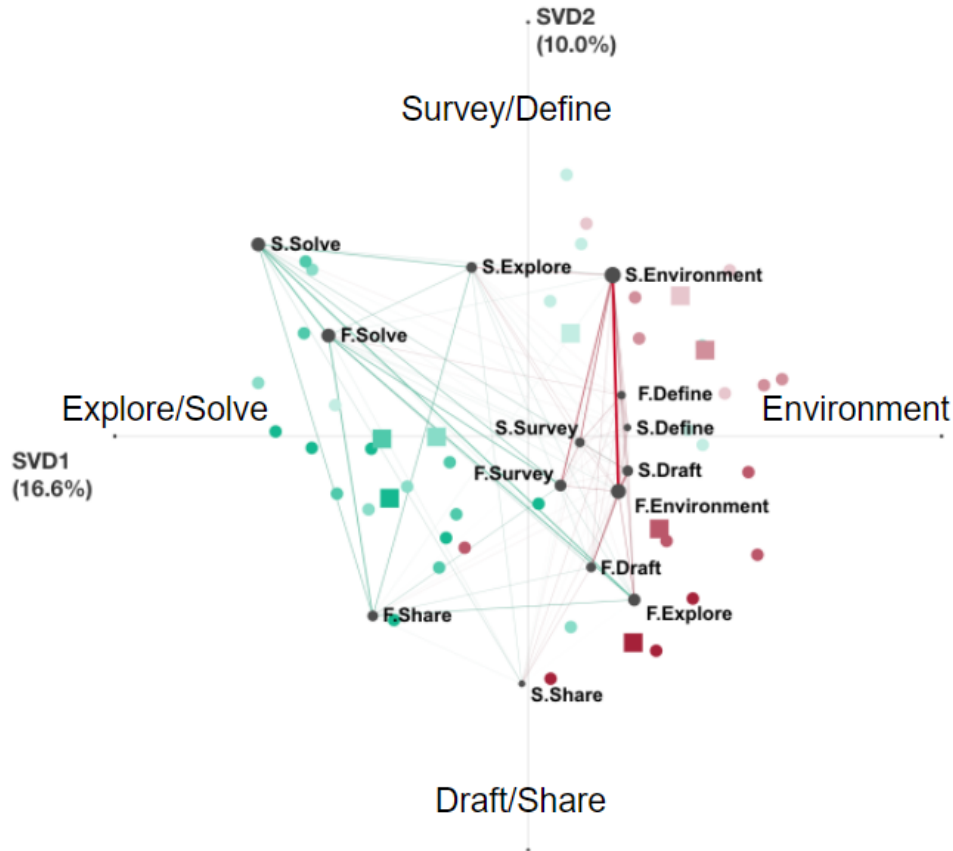 SVD2
(10.0%)
Survey/Define
S.Solve
S.Explore
S.Environment
F.Solve
F.Define
Explore/Solve
Environment
S.Survey
S.Define
SVD1
(16.6%)
F.Survey
S.Draft
F.Environment
F.Draft
F.Share
F.Explore
S.Share
Draft/Share